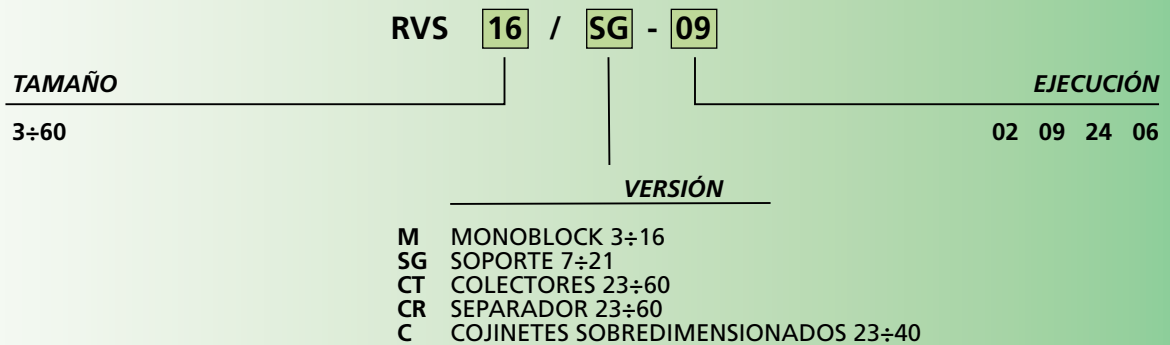 RVS 16 / SG - 09
TAMAÑO
EJECUCIÓN
3÷60
02 09 24 06
VERSIÓN
M MONOBLOCK 3÷16
SG SOPORTE 7÷21
CT COLECTORES 23÷60
CR SEPARADOR 23÷60
C COJINETES SOBREDIMENSIONADOS 23÷40